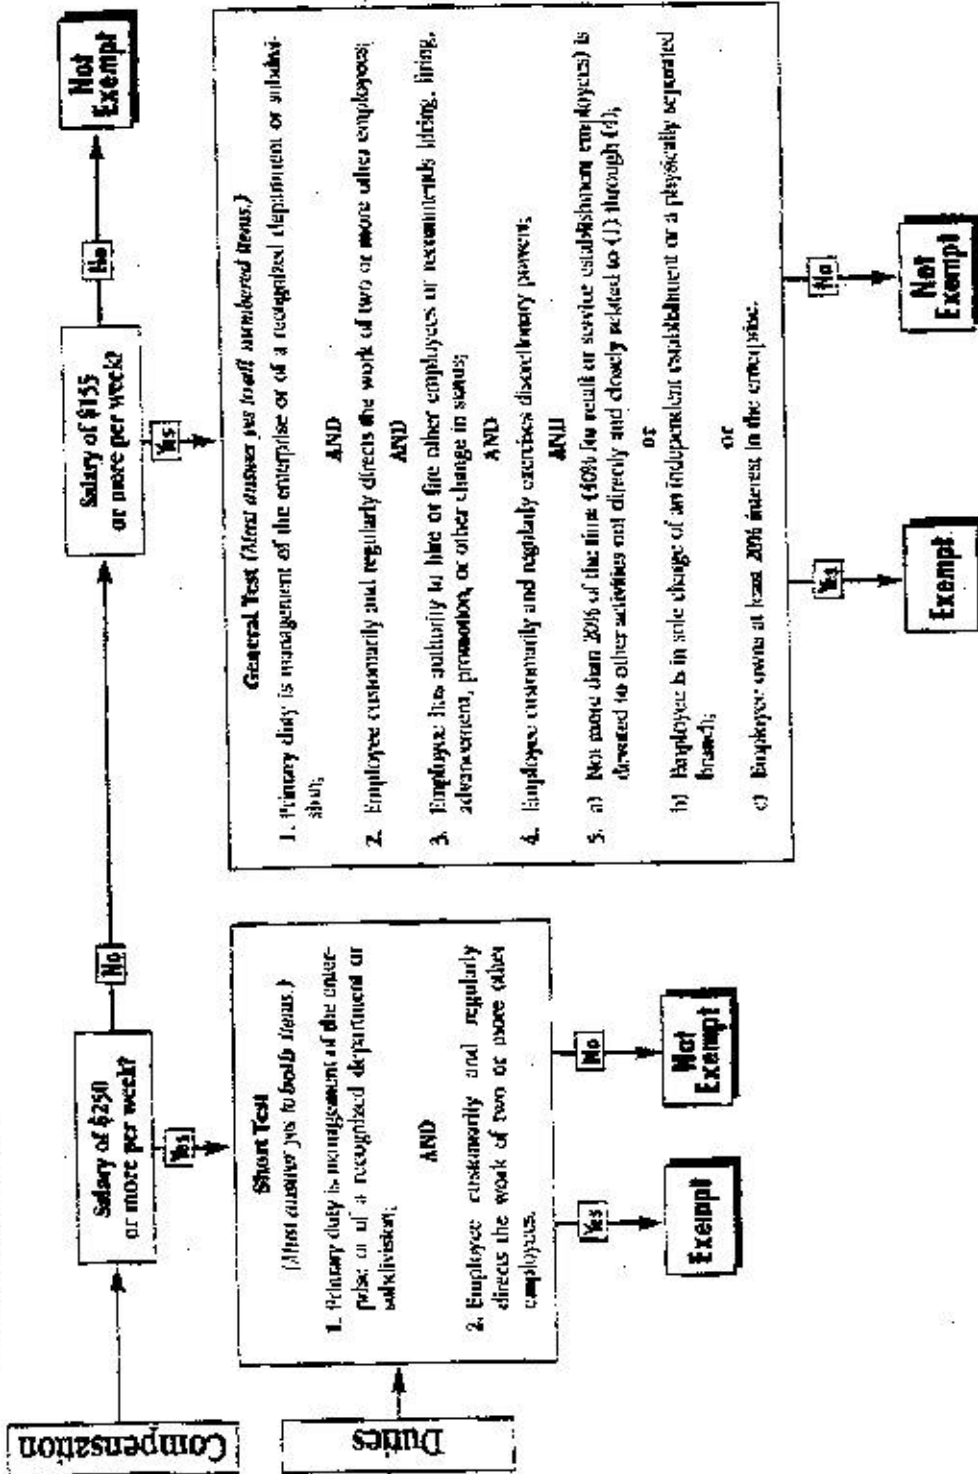 Compensation
Salary of $250
or more per week?
No
Salary of $155
or more per week?
No
Not
Exempt
Yes
Yes
Duties
Short Test
(Must answer yes to both items.)
1. Primary duty is management of the enter-
prise or of a recognized department or
subdivision;
AND
2. Employee customarily and regularly
directs the work of two or more other
employees.
Yes
No
Exempt
Not
Exempt
General Test (Must answer yes to all numbered items.)
1. Primary duty is management of the enterprise or of a recognized department or subdivi-
sion;
AND
2. Employee customarily and regularly directs the work of two or more other employees;
AND
3. Employee has authority to hire or fire other employees or recommends hiring, firing,
advancement, promotion, or other change in status;
AND
4. Employee customarily and regularly exercises discretionary powers;
AND
5. a) Not more than 20% of the time (40% for retail or service establishment employees) is
devoted to other activities not directly and closely related to (1) through (4);
or
b) Employee is in sole charge of an independent establishment or a physically separated
branch;
or
c) Employee owns at least 20% interest in the enterprise.
Yes
No
Exempt
Not
Exempt